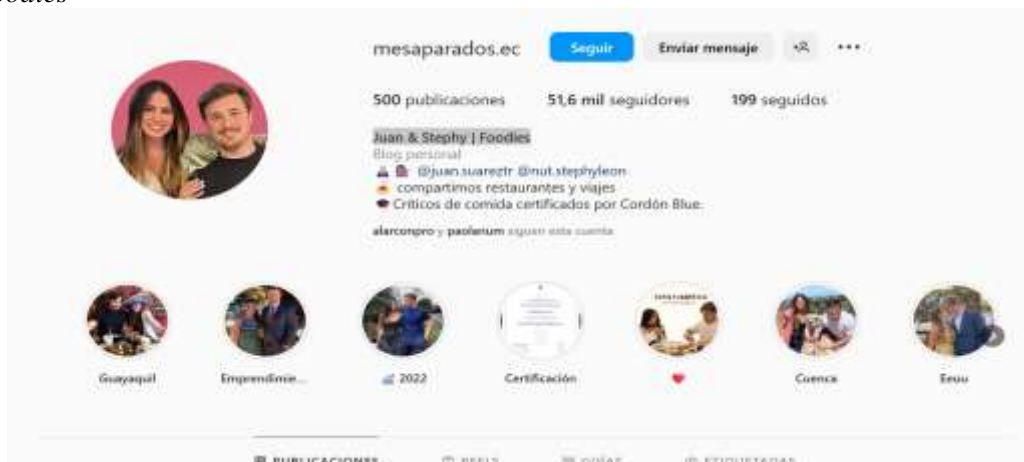 mesaparados.ec Seguir Enviar mensaje
500 publicaciones 51,6 mil seguidores 199 seguidos
Juan & Stephy | Foodies
Blog personal
@juan.suareztr @nut.stephyleon
compartimos restaurantes y viajes
Críticos de comida certificados por Cordón Blue.
alarconpro y paolanum siguen esta cuenta
Guayaquil Emprendimie... 2022 Certificación Cuenca Eeuu
PUBLICACIONES REELS GUÍAS ETIQUETADAS